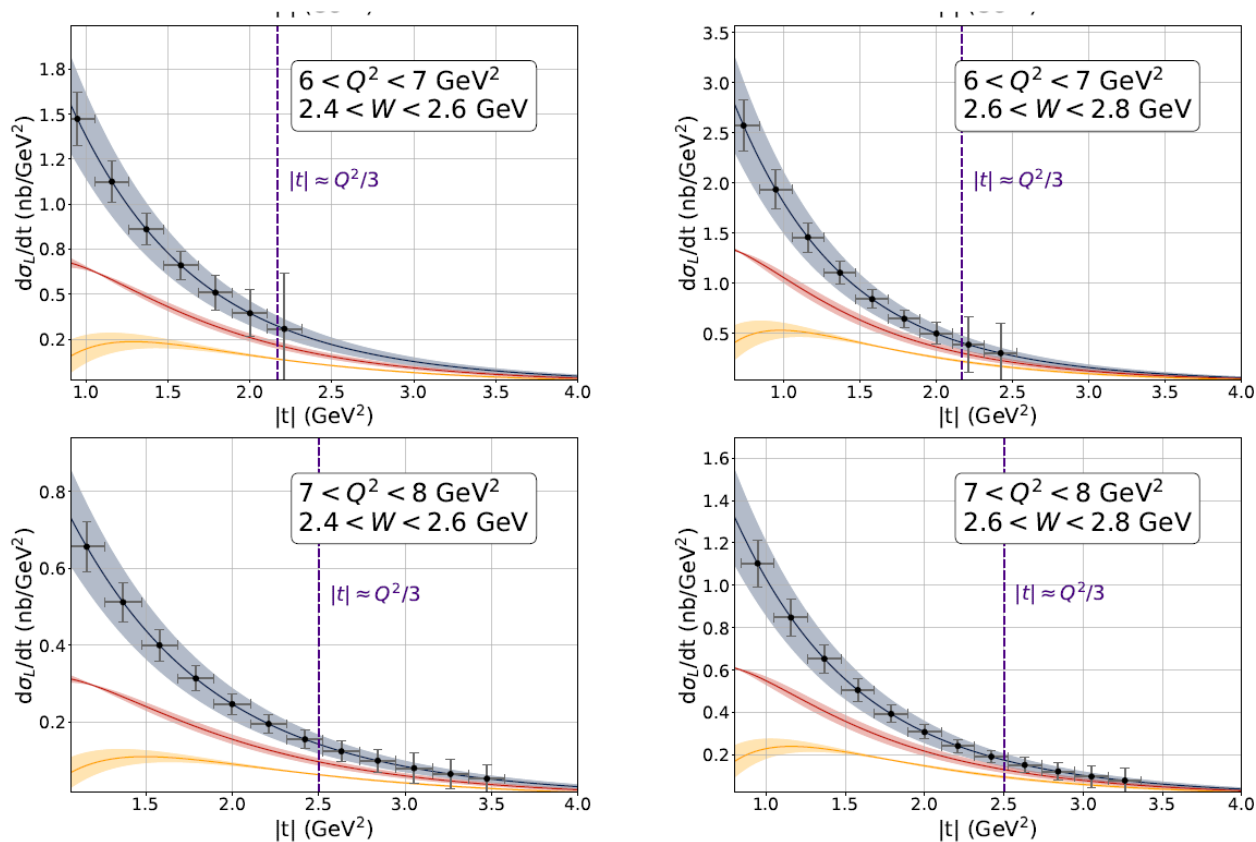 6 < Q² < 7 GeV²
2.4 < W < 2.6 GeV
|t| ≈ Q²/3
dσ_L/dt (nb/GeV²)
1.8
1.5
1.2
1.0
0.8
0.5
0.2
1.0 1.5 2.0 2.5 3.0 3.5 4.0
|t| (GeV²)
6 < Q² < 7 GeV²
2.6 < W < 2.8 GeV
|t| ≈ Q²/3
dσ_L/dt (nb/GeV²)
3.5
3.0
2.5
2.0
1.5
1.0
0.5
1.0 1.5 2.0 2.5 3.0 3.5 4.0
|t| (GeV²)
7 < Q² < 8 GeV²
2.4 < W < 2.6 GeV
|t| ≈ Q²/3
dσ_L/dt (nb/GeV²)
0.8
0.6
0.4
0.2
1.5 2.0 2.5 3.0 3.5 4.0
|t| (GeV²)
7 < Q² < 8 GeV²
2.6 < W < 2.8 GeV
|t| ≈ Q²/3
dσ_L/dt (nb/GeV²)
1.6
1.4
1.2
1.0
0.8
0.6
0.4
0.2
1.0 1.5 2.0 2.5 3.0 3.5 4.0
|t| (GeV²)